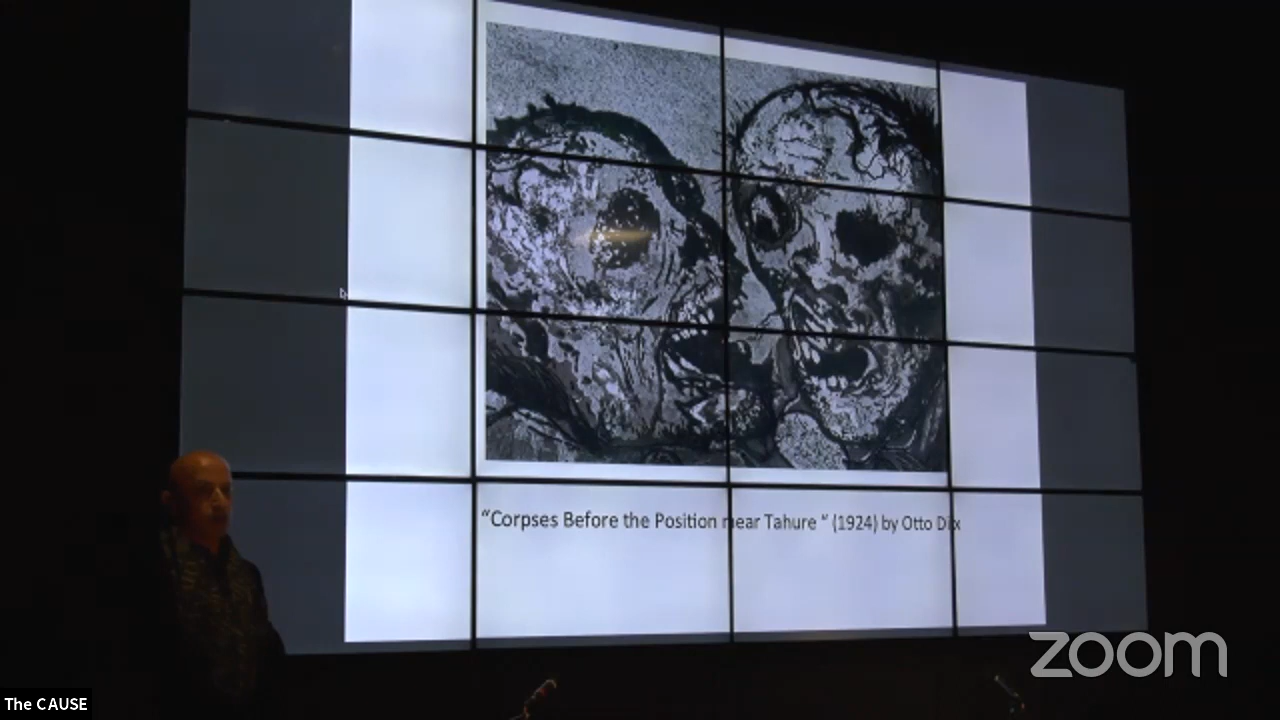 “Corpses Before the Position near Tahure “ (1924) by Otto Dix
zoom
The CAUSE